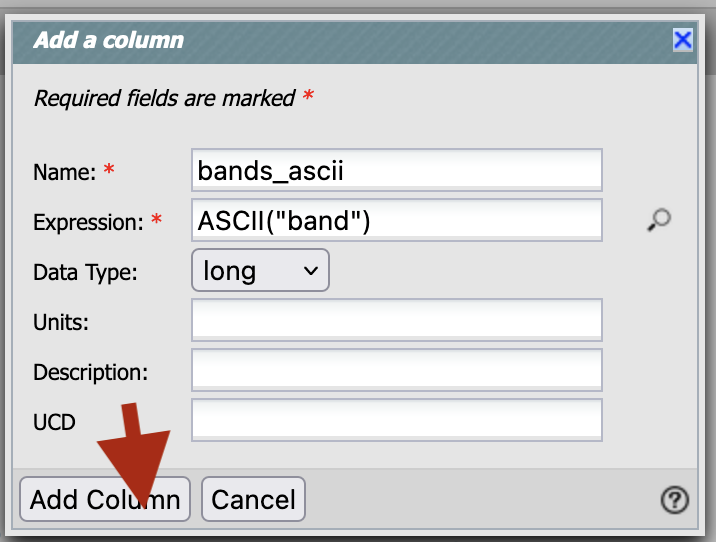 Add a column
Required fields are marked *
Name: * bands_ascii
Expression: * ASCII("band")
Data Type: long
Units:
Description:
UCD
Add Column Cancel